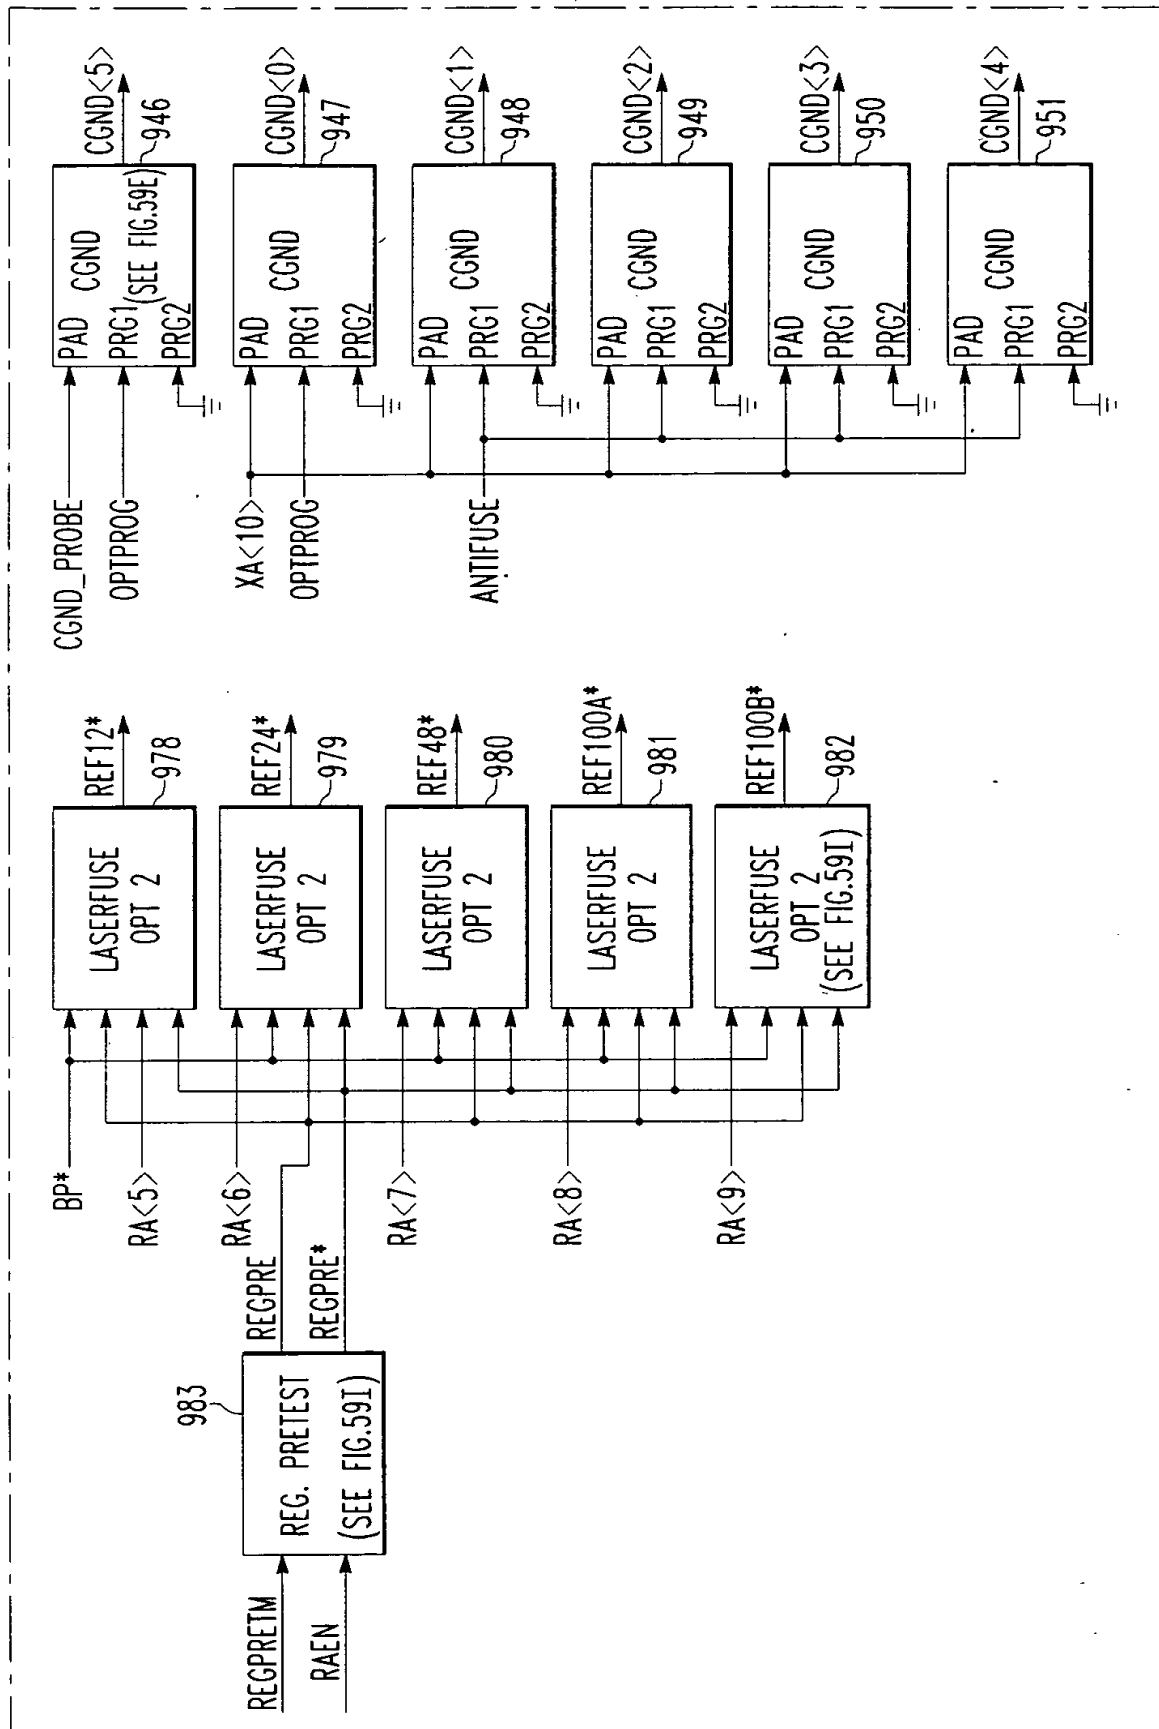 REGPRETM
RAEN
983
REG. PRETEST
(SEE FIG.59I)
REGPRE
REGPRE*
BP*
RA<5>
RA<6>
RA<7>
RA<8>
RA<9>
LASERFUSE
OPT 2
REF12*
978
LASERFUSE
OPT 2
REF24*
979
LASERFUSE
OPT 2
REF48*
980
LASERFUSE
OPT 2
REF100A*
981
LASERFUSE
OPT 2
(SEE FIG.59I)
REF100B*
982
CGND_PROBE
OPTPROG
PAD
PRG1
PRG2
CGND
(SEE FIG.59E)
CGND<5>
946
XA<10>
OPTPROG
PAD
PRG1
PRG2
CGND
CGND<0>
947
ANTIFUSE
PAD
PRG1
PRG2
CGND
CGND<1>
948
PAD
PRG1
PRG2
CGND
CGND<2>
949
PAD
PRG1
PRG2
CGND
CGND<3>
950
PAD
PRG1
PRG2
CGND
CGND<4>
951